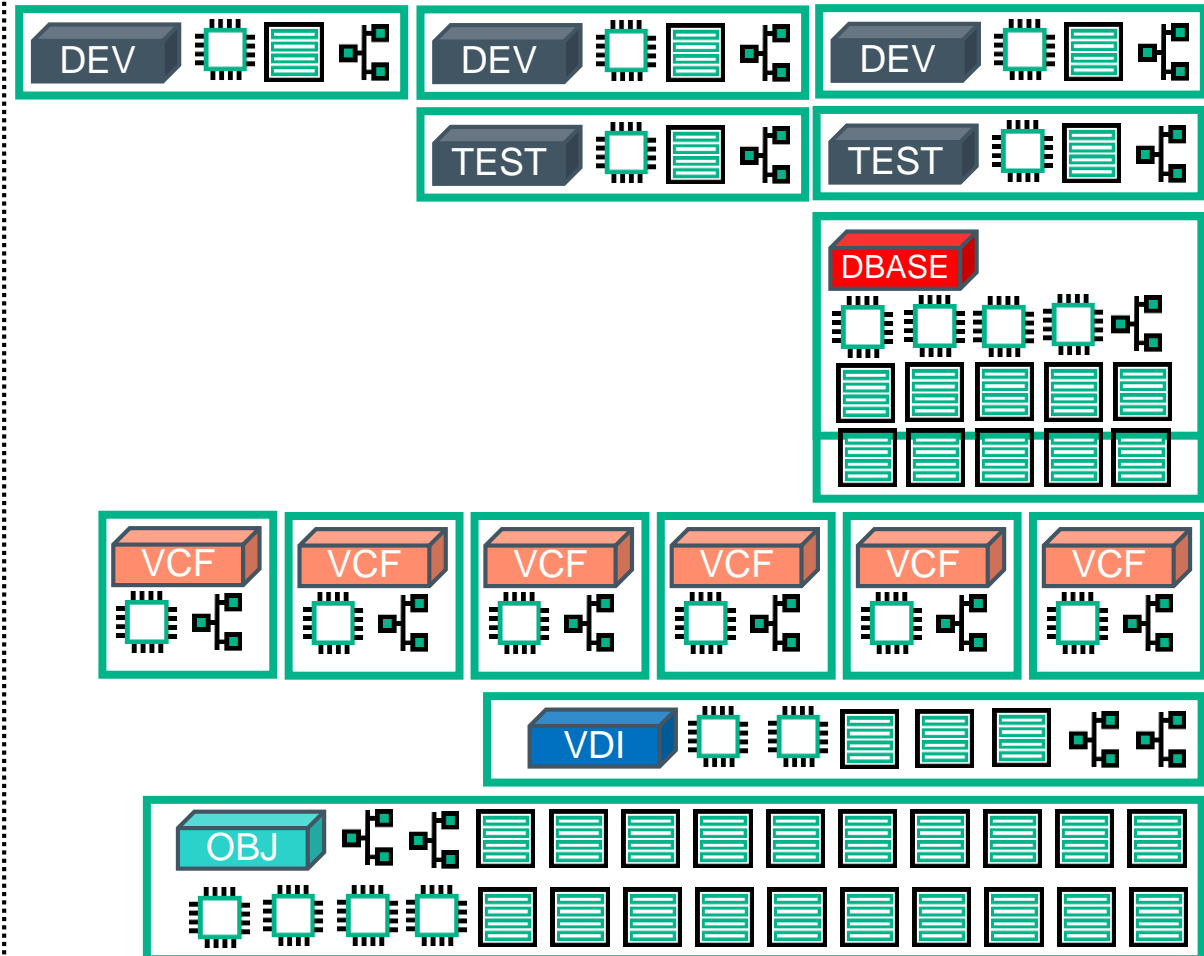 DEV DEV DEV
TEST TEST
DBASE
VCF VCF VCF VCF VCF VCF
VDI
OBJ